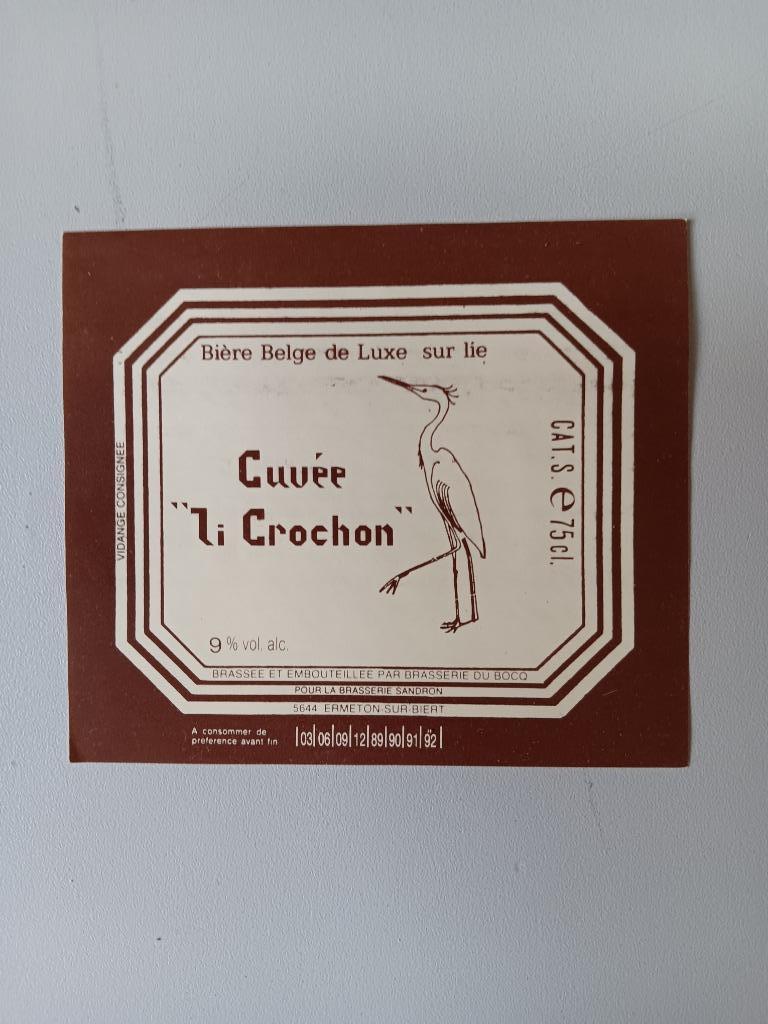 Bière Belge de Luxe sur lie
Cuvée
"li Crochon"
CAT.S. e 75cl.
VIDANGE CONSIGNEE
9 % vol. alc.
BRASSEE ET EMBOUTEILLEE PAR BRASSERIE DU BOCQ
POUR LA BRASSERIE SANDRON
5644 ERMETON-SUR-BIERT
A consommer de
preference avant fin |03|06|09|12|89|90|91|92|